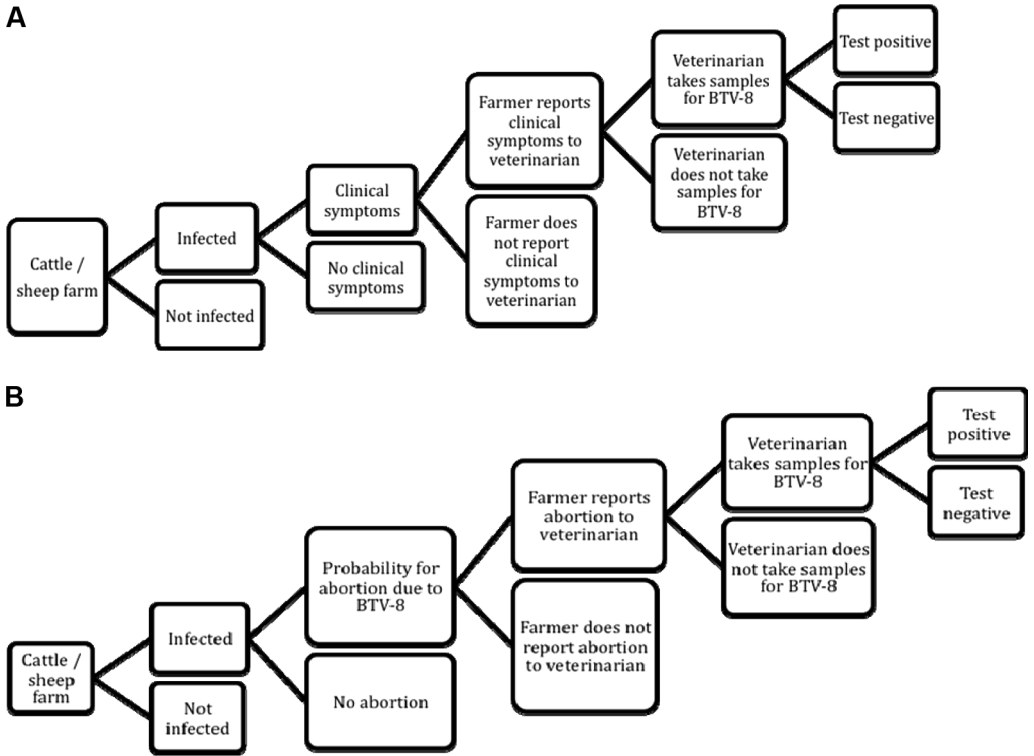 A
Cattle /
sheep farm
Infected
Not infected
Clinical
symptoms
No clinical
symptoms
Farmer reports
clinical
symptoms to
veterinarian
Farmer does
not report
clinical
symptoms to
veterinarian
Veterinarian
takes samples
for BTV-8
Veterinarian
does not take
samples for
BTV-8
Test positive
Test negative
B
Cattle /
sheep
farm
Infected
Not
infected
Probability for
abortion due to
BTV-8
No abortion
Farmer reports
abortion to
veterinarian
Farmer does not
report abortion
to veterinarian
Veterinarian
takes samples for
BTV-8
Veterinarian does
not take samples
for BTV-8
Test
positive
Test
negative